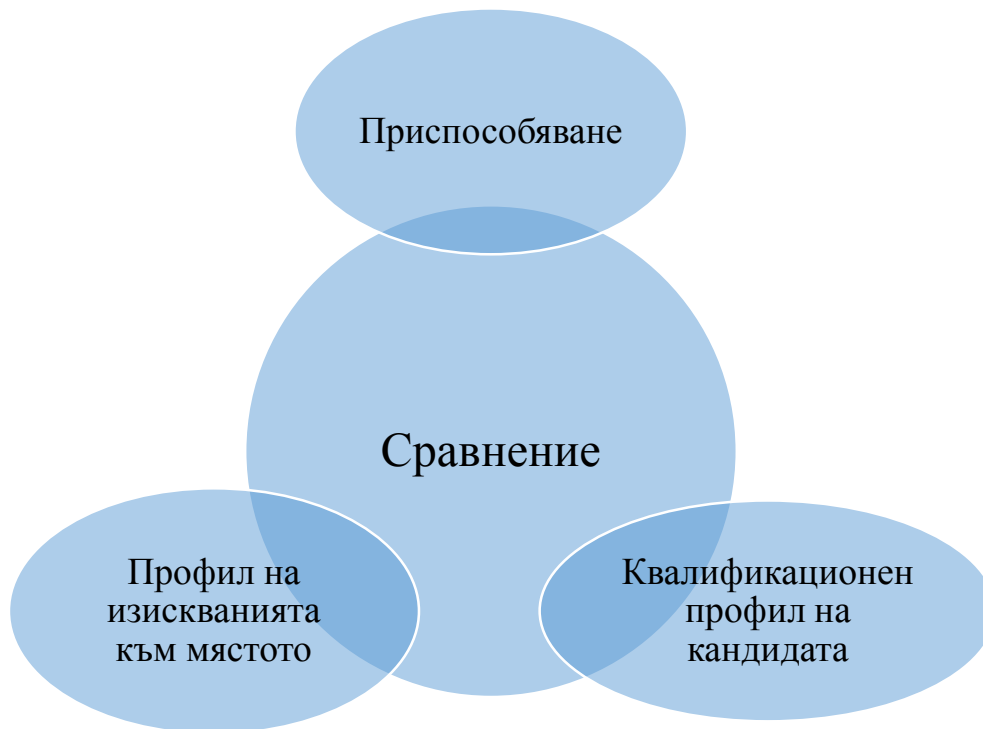 Приспособяване
Сравнение
Профил на
изискванията
към мястото
Квалификационен
профил на
кандидата